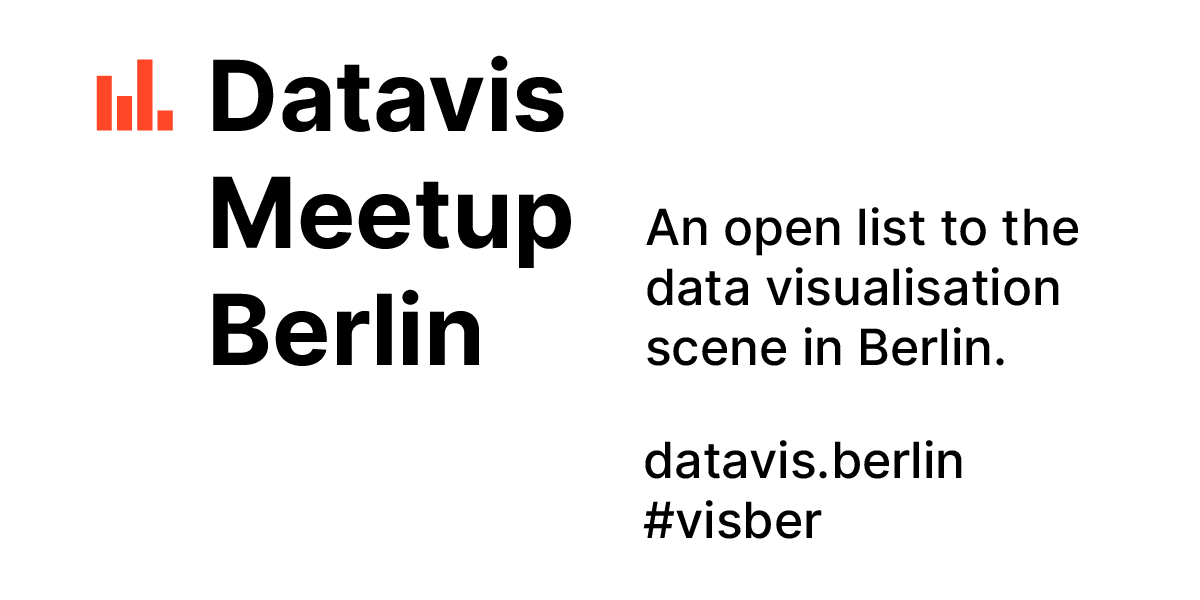 Datavis
Meetup
Berlin
An open list to the
data visualisation
scene in Berlin.
datavis.berlin
#visber